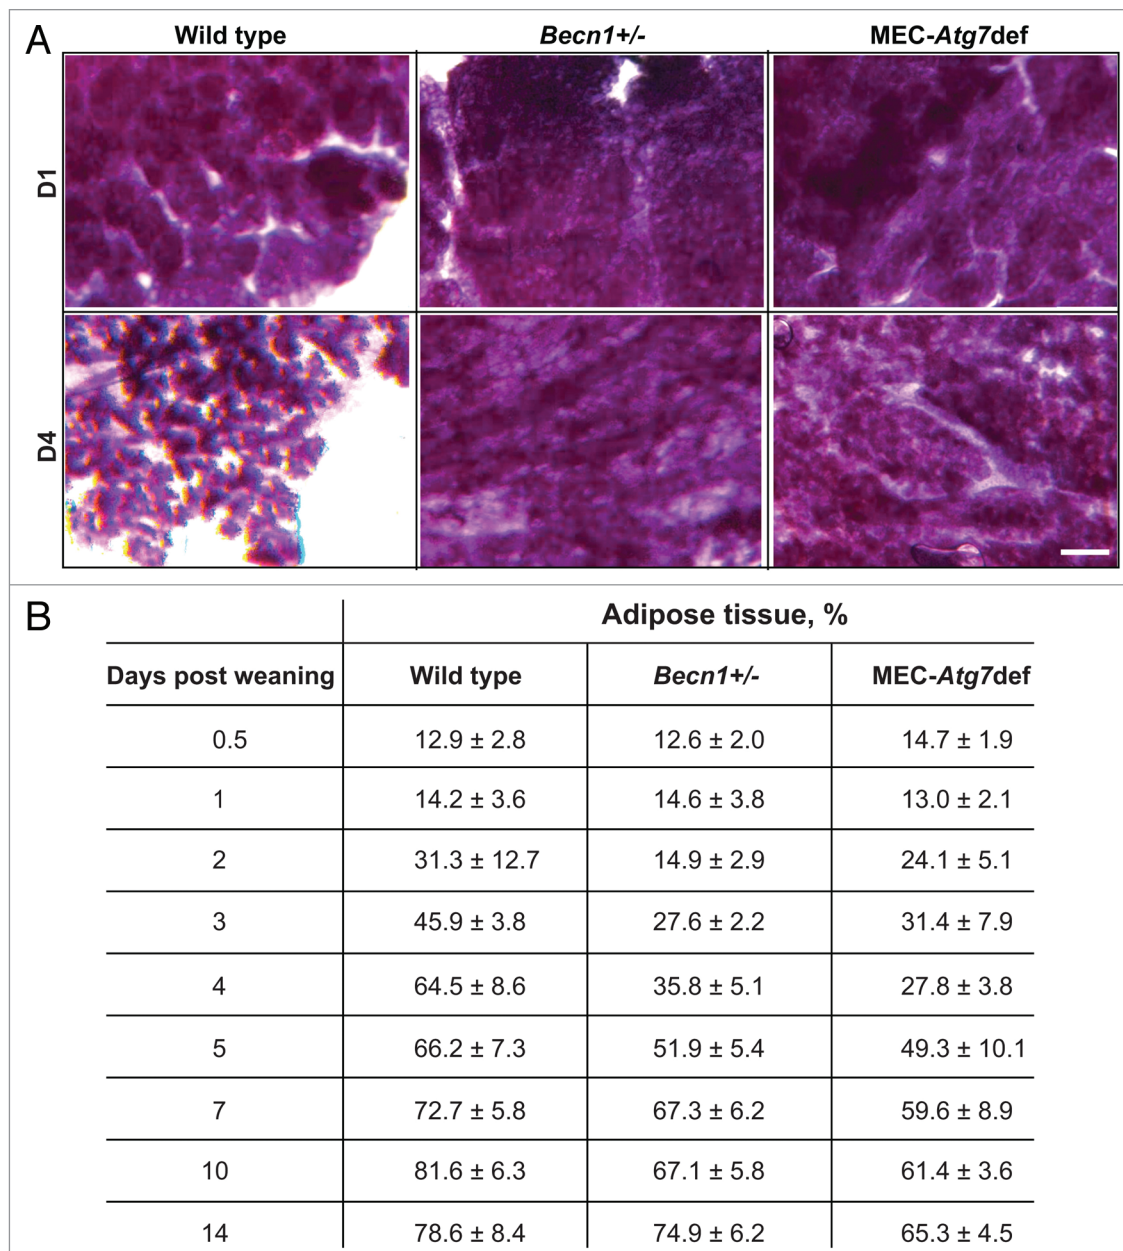 A
Wild type Becn1+/- MEC-Atg7def
D1
D4
B
Adipose tissue, %
Days post weaning Wild type Becn1+/- MEC-Atg7def
0.5 12.9 ± 2.8 12.6 ± 2.0 14.7 ± 1.9
1 14.2 ± 3.6 14.6 ± 3.8 13.0 ± 2.1
2 31.3 ± 12.7 14.9 ± 2.9 24.1 ± 5.1
3 45.9 ± 3.8 27.6 ± 2.2 31.4 ± 7.9
4 64.5 ± 8.6 35.8 ± 5.1 27.8 ± 3.8
5 66.2 ± 7.3 51.9 ± 5.4 49.3 ± 10.1
7 72.7 ± 5.8 67.3 ± 6.2 59.6 ± 8.9
10 81.6 ± 6.3 67.1 ± 5.8 61.4 ± 3.6
14 78.6 ± 8.4 74.9 ± 6.2 65.3 ± 4.5